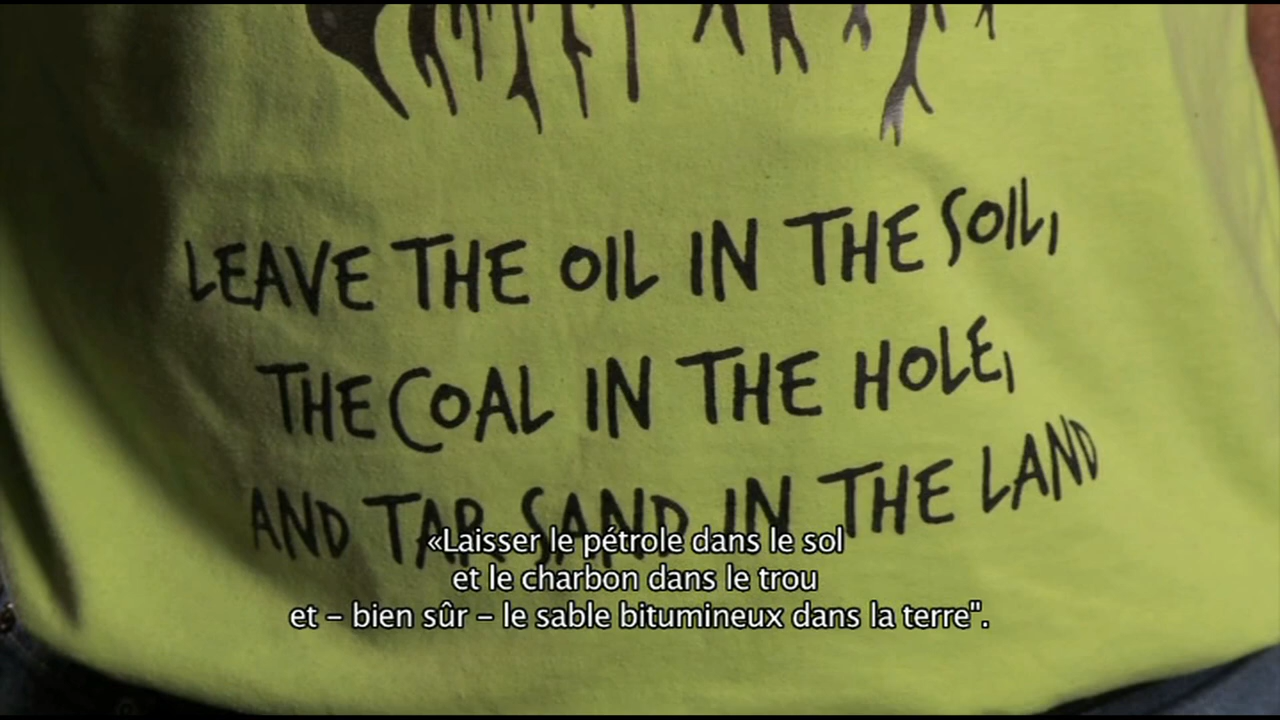 LEAVE THE OIL IN THE SOIL,
THE COAL IN THE HOLE,
AND TAR SAND IN THE LAND
«Laisser le pétrole dans le sol
et le charbon dans le trou
et – bien sûr – le sable bitumineux dans la terre".